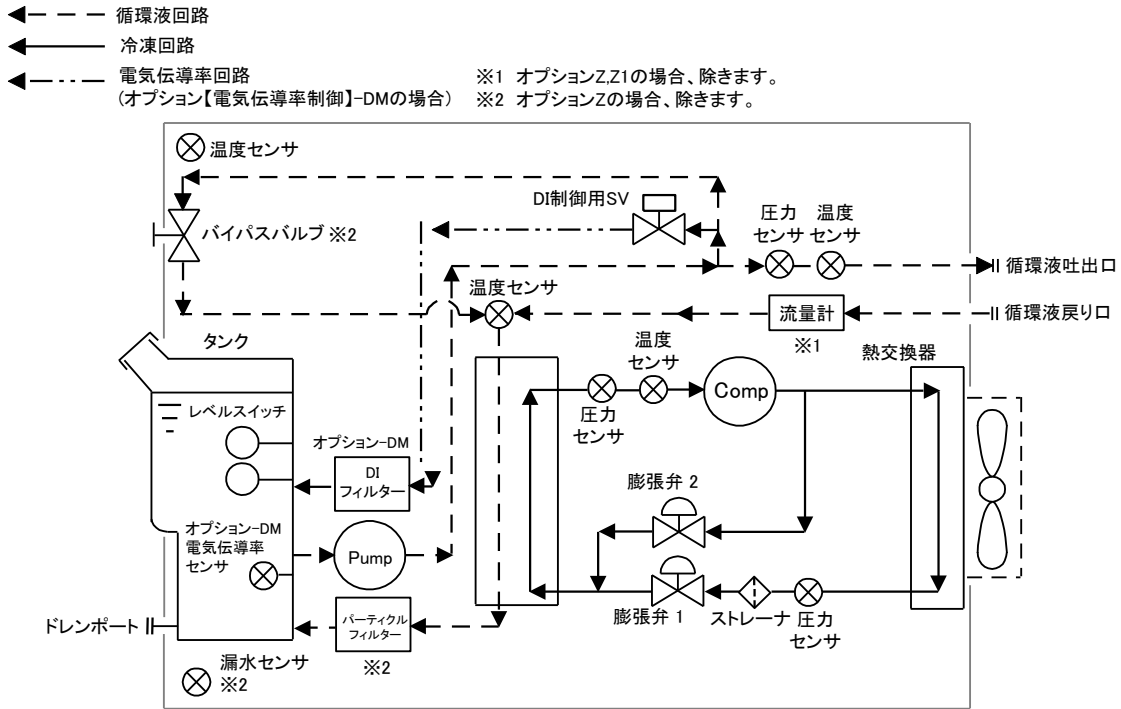 循環液回路
冷凍回路
電気伝導率回路
(オプション【電気伝導率制御】-DMの場合)
※1 オプションZ,Z1の場合、除きます。
※2 オプションZの場合、除きます。
温度センサ
DI制御用SV
バイパスバルブ ※2
圧力
センサ
温度
センサ
循環液吐出口
温度センサ
循環液戻り口
流量計
※1
タンク
温度
センサ
熱交換器
Comp
圧力
センサ
レベルスイッチ
オプション-DM
DI
フィルター
膨張弁 2
オプション-DM
電気伝導率
センサ
Pump
膨張弁 1
ストレーナ
圧力
センサ
ドレンポート
パーティクル
フィルター
※2
漏水センサ
※2